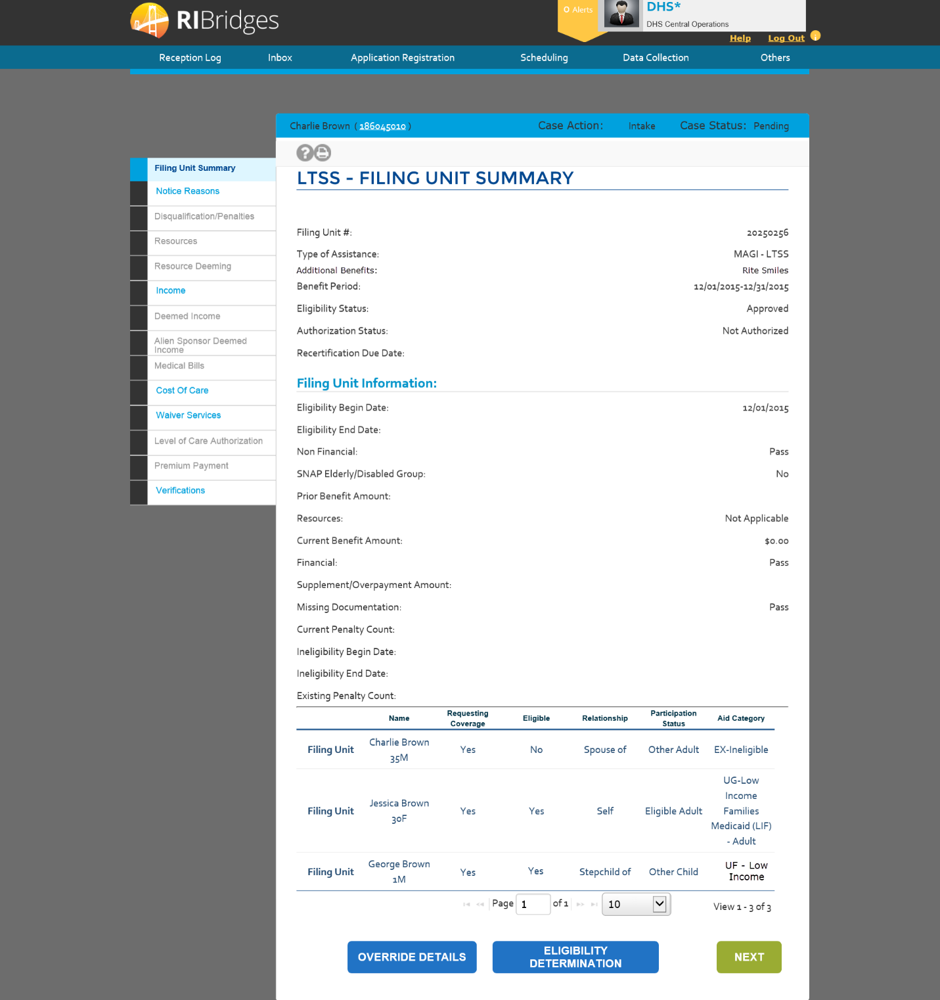 RIBridges
0 Alerts
DHS*
DHS Central Operations
Help Log Out i
Reception Log Inbox Application Registration Scheduling Data Collection Others
Charlie Brown ( 186045010 ) Case Action: Intake Case Status: Pending
?
LTSS - FILING UNIT SUMMARY
Filing Unit Summary
Notice Reasons
Disqualification/Penalties
Resources
Resource Deeming
Income
Deemed Income
Alien Sponsor Deemed
Income
Medical Bills
Cost Of Care
Waiver Services
Level of Care Authorization
Premium Payment
Verifications
Filing Unit #: 20250256
Type of Assistance: MAGI - LTSS
Additional Benefits: Rite Smiles
Benefit Period: 12/01/2015-12/31/2015
Eligibility Status: Approved
Authorization Status: Not Authorized
Recertification Due Date:
Filing Unit Information:
Eligibility Begin Date: 12/01/2015
Eligibility End Date:
Non Financial: Pass
SNAP Elderly/Disabled Group: No
Prior Benefit Amount:
Resources: Not Applicable
Current Benefit Amount: $0.00
Financial: Pass
Supplement/Overpayment Amount:
Missing Documentation: Pass
Current Penalty Count:
Ineligibility Begin Date:
Ineligibility End Date:
Existing Penalty Count:
Name Requesting Coverage Eligible Relationship Participation Status Aid Category
Filing Unit Charlie Brown 35M Yes No Spouse of Other Adult EX-Ineligible
Filing Unit Jessica Brown 30F Yes Yes Self Eligible Adult UG-Low Income Families Medicaid (LIF) - Adult
Filing Unit George Brown 1M Yes Yes Stepchild of Other Child UF - Low Income
Page 1 of 1 10 View 1 - 3 of 3
OVERRIDE DETAILS
ELIGIBILITY
DETERMINATION
NEXT